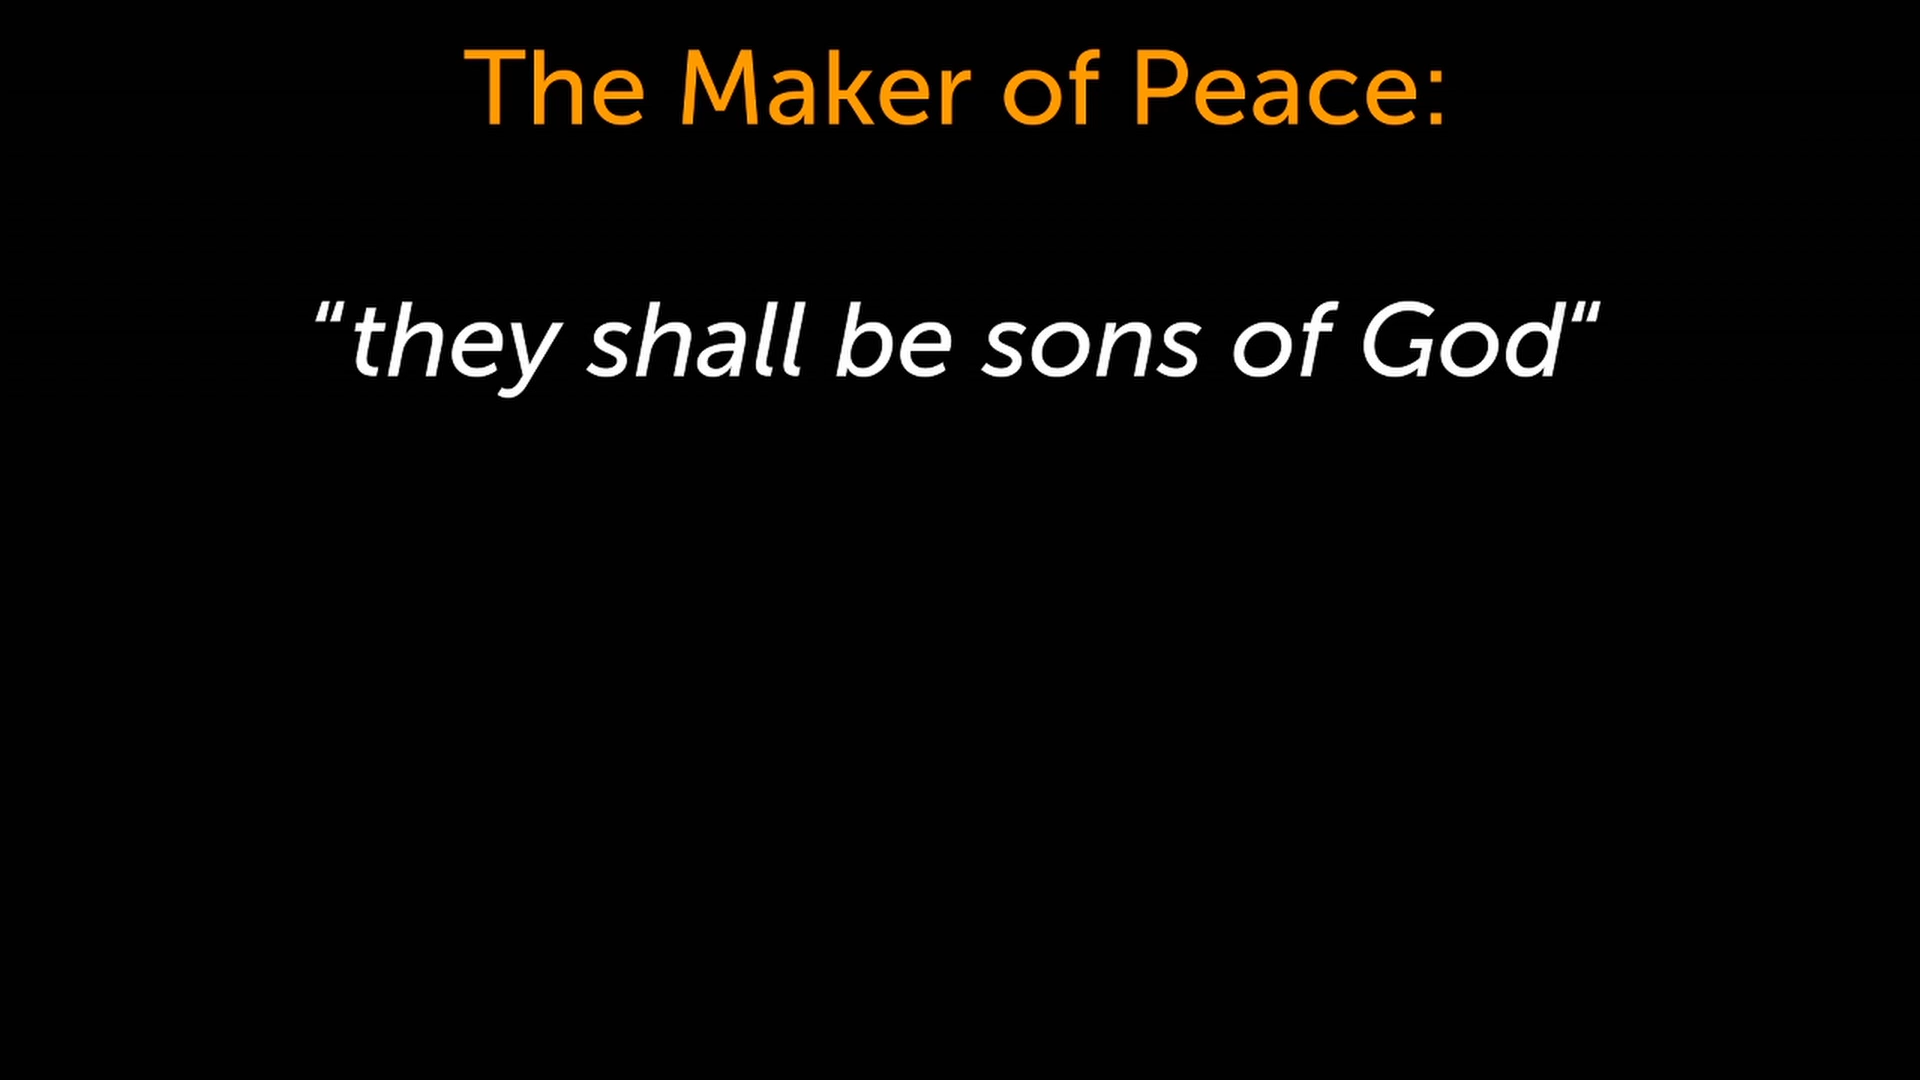 The Maker of Peace:
“they shall be sons of God“